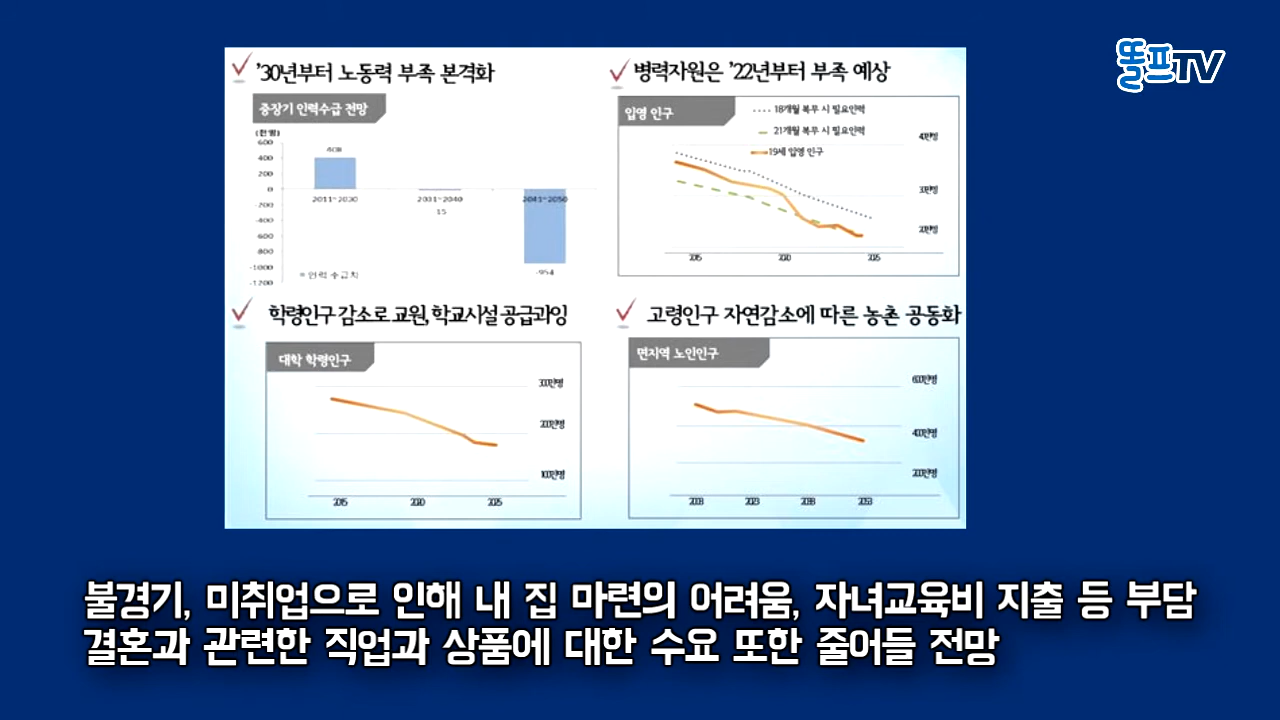 똘프TV
'30년부터 노동력 부족 본격화
중장기 인력수급 전망
(천명)
600
400
200
0
-200
-400
-600
-800
-1000
-1200
408
2011~2030
2031~2040
15
2041~2050
-954
인력 수급차
병력자원은 '22년부터 부족 예상
입영 인구
18개월 복무 시 필요인력
21개월 복무 시 필요인력
19세 입영 인구
40만명
30만명
20만명
2015
2020
2025
학령인구 감소로 교원, 학교시설 공급과잉
대학 학령인구
300만명
200만명
100만명
2015
2020
2025
고령인구 자연감소에 따른 농촌 공동화
면지역 노인인구
600만명
400만명
200만명
불경기, 미취업으로 인해 내 집 마련의 어려움, 자녀교육비 지출 등 부담
결혼과 관련한 직업과 상품에 대한 수요 또한 줄어들 전망